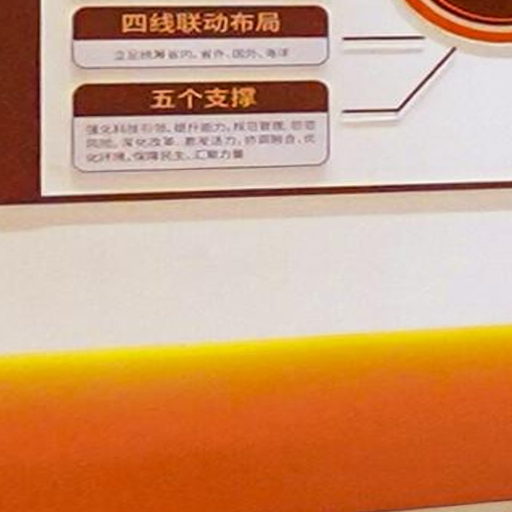 四线联动布局
立足统筹省内、省外、国外、海洋
五个支撑
强化科技引领、提升能力、规范管理、管控
风险、深化改革、激发活力、协调融合、优
化环境、保障民生、汇聚力量